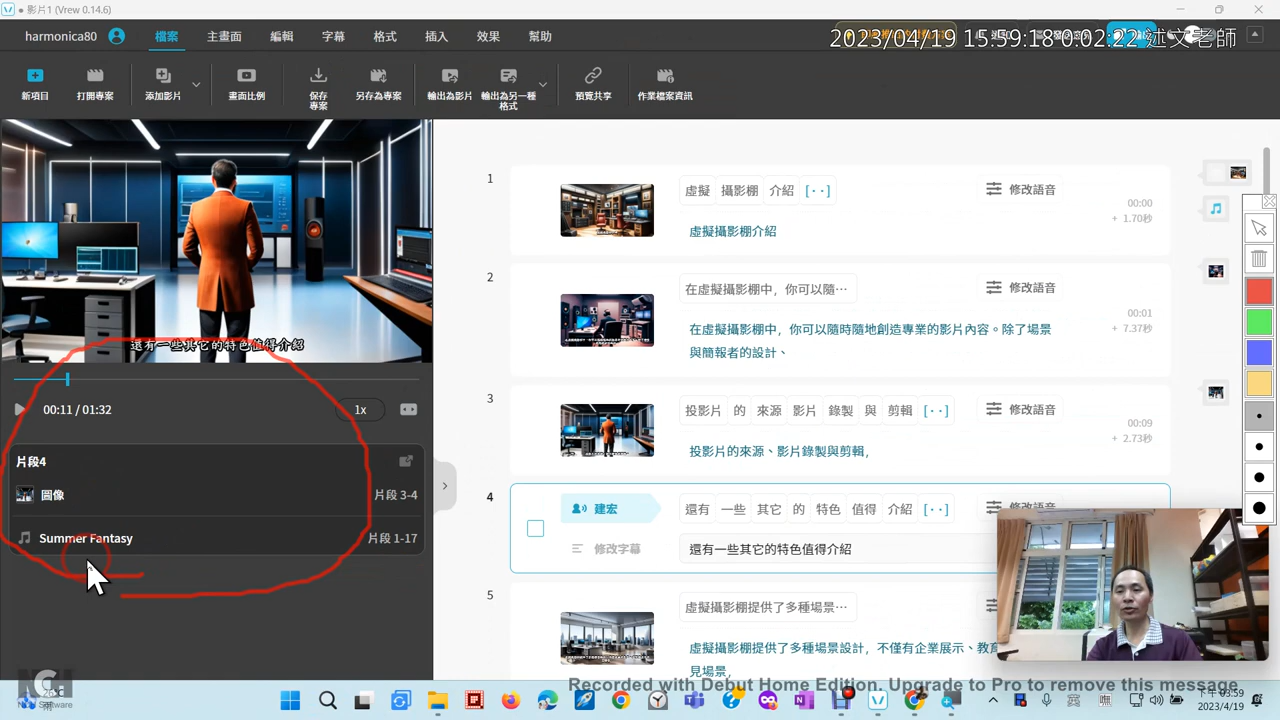 影片1 (Vrew 0.14.6)
harmonica80
檔案
主畫面
編輯
字幕
格式
插入
效果
幫助
2023/04/19 15:59:18 0:02:22 述文老師
新項目
打開專案
添加影片
畫面比例
保存
專案
另存為專案
輸出為影片
輸出為另一種
格式
預覽共享
作業檔案資訊
還有一些其它的特色值得介紹
00:11 / 01:32
1x
片段4
圖像
片段 3-4
Summer Fantasy
片段 1-17
1
虛擬 攝影棚 介紹 [··]
修改語音
虛擬攝影棚介紹
00:00
+ 1.70秒
2
在虛擬攝影棚中，你可以隨⋯
修改語音
在虛擬攝影棚中，你可以隨時隨地創造專業的影片內容。除了場景
與簡報者的設計、
00:01
+ 7.37秒
3
投影片 的 來源 影片 錄製 與 剪輯 [··]
修改語音
投影片的來源、影片錄製與剪輯，
00:09
+ 2.73秒
4
建宏
還有 一些 其它 的 特色 值得 介紹 [··]
修改語音
修改字幕
還有一些其它的特色值得介紹
5
虛擬攝影棚提供了多種場景⋯
虛擬攝影棚提供了多種場景設計，不僅有企業展示、教育
見場景，
Recorded with Debut Home Edition. Upgrade to Pro to remove this message.
NCH Software
下午 03:59
2023/4/19